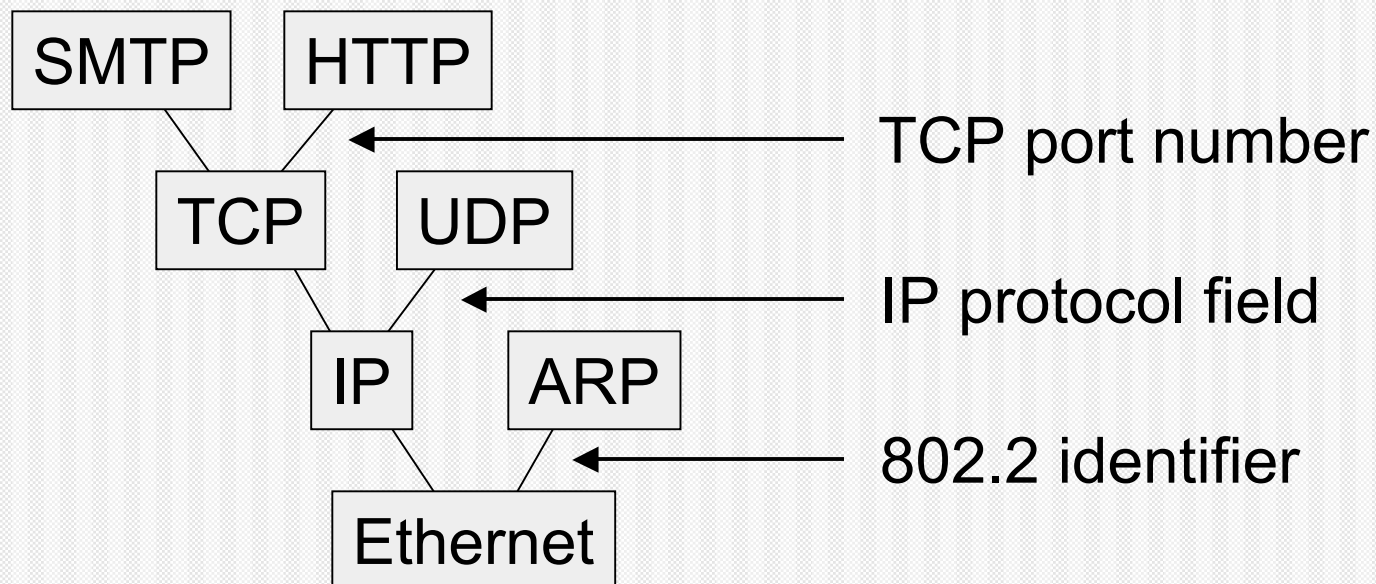 SMTP HTTP
TCP port number
TCP UDP
IP protocol field
IP ARP
802.2 identifier
Ethernet